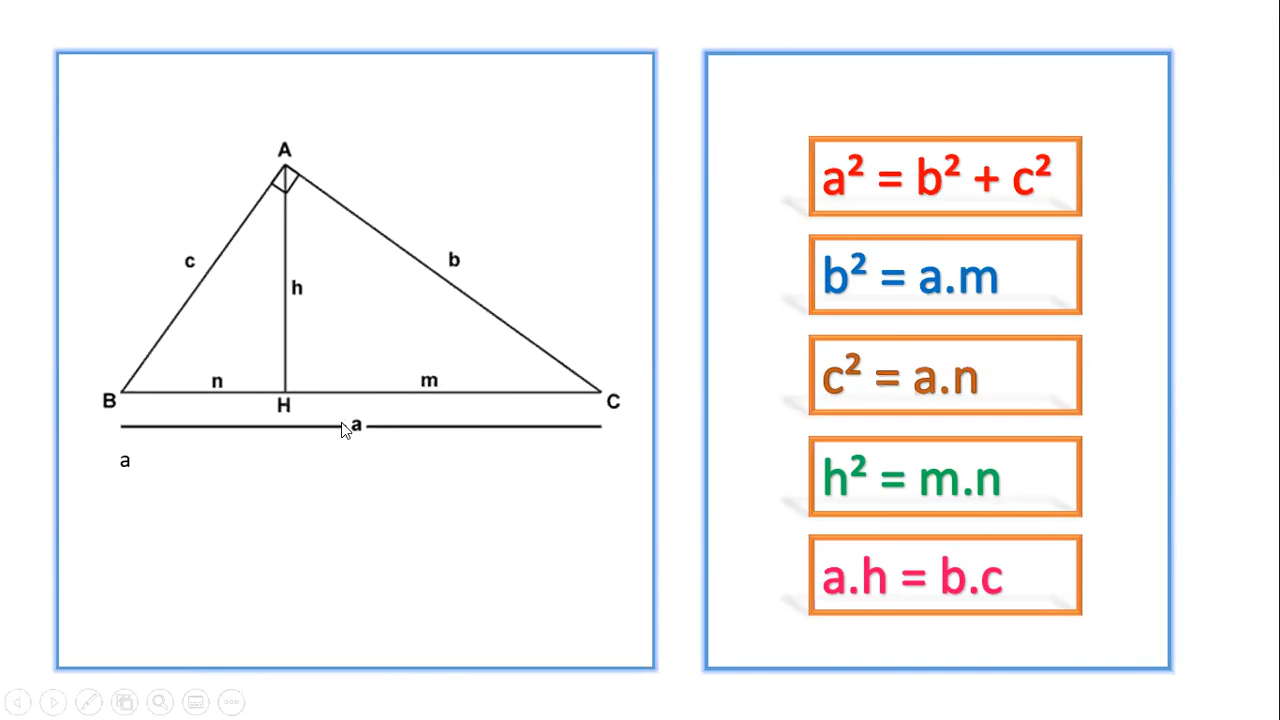 A
c
b
h
n
m
B
H
C
a
a
a² = b² + c²
b² = a.m
c² = a.n
h² = m.n
a.h = b.c